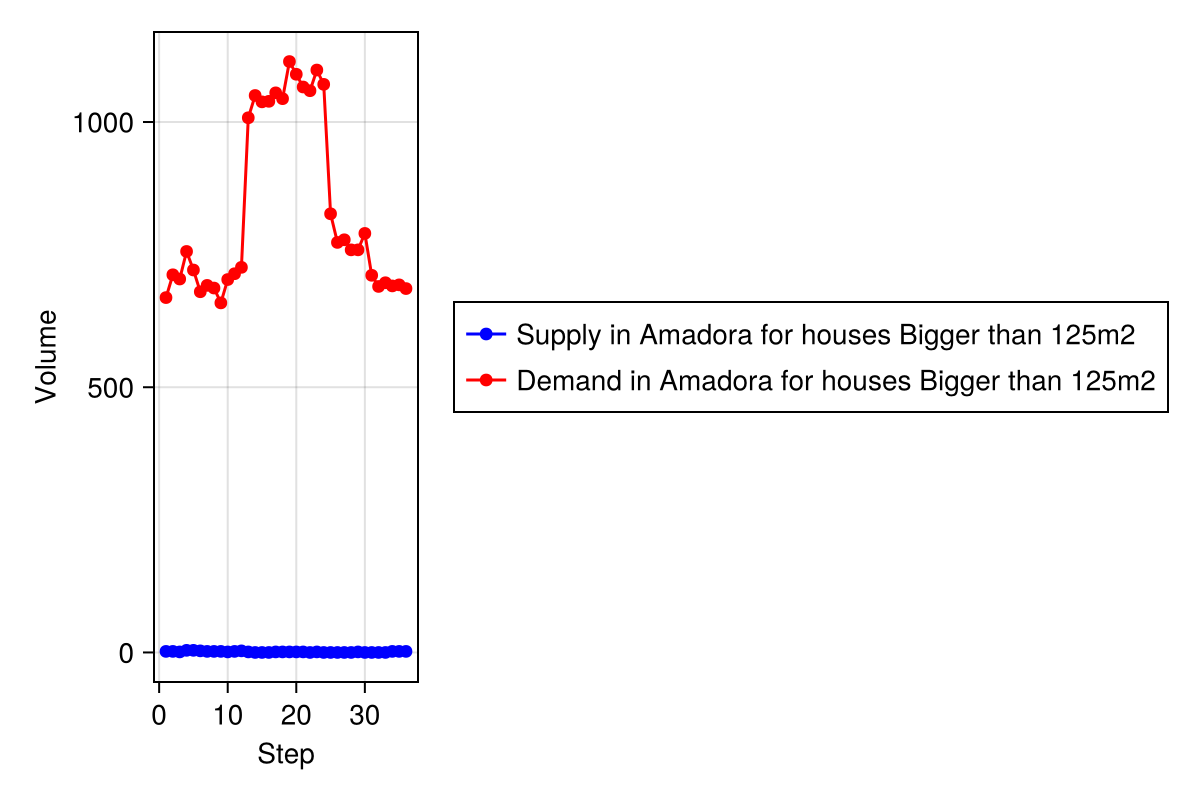 1000
500
0
Volume
0 10 20 30
Step
Supply in Amadora for houses Bigger than 125m2
Demand in Amadora for houses Bigger than 125m2